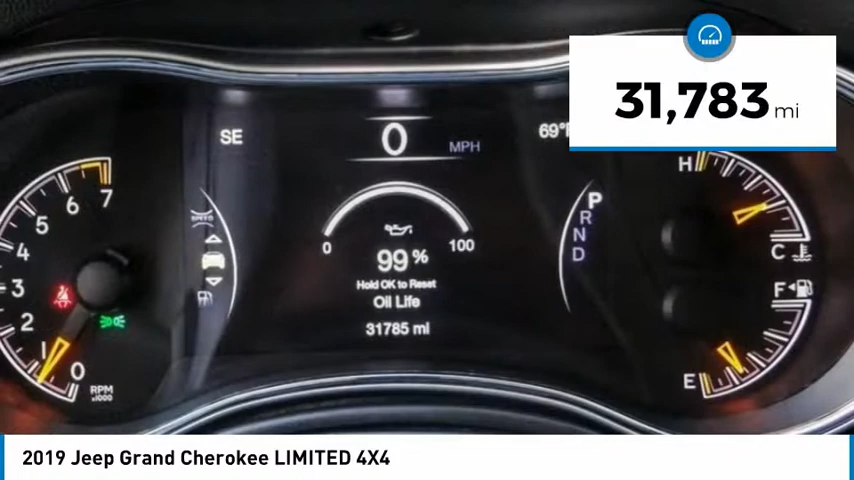 31,783 mi
SE
0
MPH
69°
H
7
6
5
4
3
2
1
0
RPM
x1000
SPEED
P
R
N
D
0
100
99%
Hold OK to Reset
Oil Life
31785 mi
C
F
E
2019 Jeep Grand Cherokee LIMITED 4X4